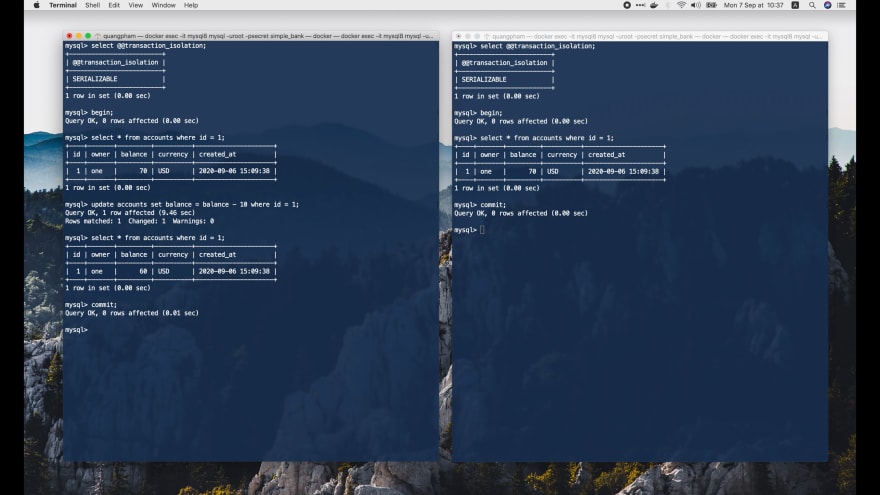 Terminal Shell Edit View Window Help
Mon 7 Sep at 10:37
quangpham — docker exec -it mysql8 mysql -uroot -psecret simple_bank — docker — docker exec -it mysql8 mysql -u...
mysql> select @@transaction_isolation;
+-------------------------+
| @@transaction_isolation |
+-------------------------+
| SERIALIZABLE            |
+-------------------------+
1 row in set (0.00 sec)
mysql> begin;
Query OK, 0 rows affected (0.00 sec)
mysql> select * from accounts where id = 1;
+----+-------+---------+----------+---------------------+
| id | owner | balance | currency | created_at          |
+----+-------+---------+----------+---------------------+
|  1 | one   |      70 | USD      | 2020-09-06 15:09:38 |
+----+-------+---------+----------+---------------------+
1 row in set (0.00 sec)
mysql> update accounts set balance = balance - 10 where id = 1;
Query OK, 1 row affected (9.46 sec)
Rows matched: 1  Changed: 1  Warnings: 0
mysql> select * from accounts where id = 1;
+----+-------+---------+----------+---------------------+
| id | owner | balance | currency | created_at          |
+----+-------+---------+----------+---------------------+
|  1 | one   |      60 | USD      | 2020-09-06 15:09:38 |
+----+-------+---------+----------+---------------------+
1 row in set (0.00 sec)
mysql> commit;
Query OK, 0 rows affected (0.01 sec)
mysql>
quangpham — docker exec -it mysql8 mysql -uroot -psecret simple_bank — docker — docker exec -it mysql8 mysql -u...
mysql> select @@transaction_isolation;
+-------------------------+
| @@transaction_isolation |
+-------------------------+
| SERIALIZABLE            |
+-------------------------+
1 row in set (0.00 sec)
mysql> begin;
Query OK, 0 rows affected (0.00 sec)
mysql> select * from accounts where id = 1;
+----+-------+---------+----------+---------------------+
| id | owner | balance | currency | created_at          |
+----+-------+---------+----------+---------------------+
|  1 | one   |      70 | USD      | 2020-09-06 15:09:38 |
+----+-------+---------+----------+---------------------+
1 row in set (0.00 sec)
mysql> commit;
Query OK, 0 rows affected (0.00 sec)
mysql>